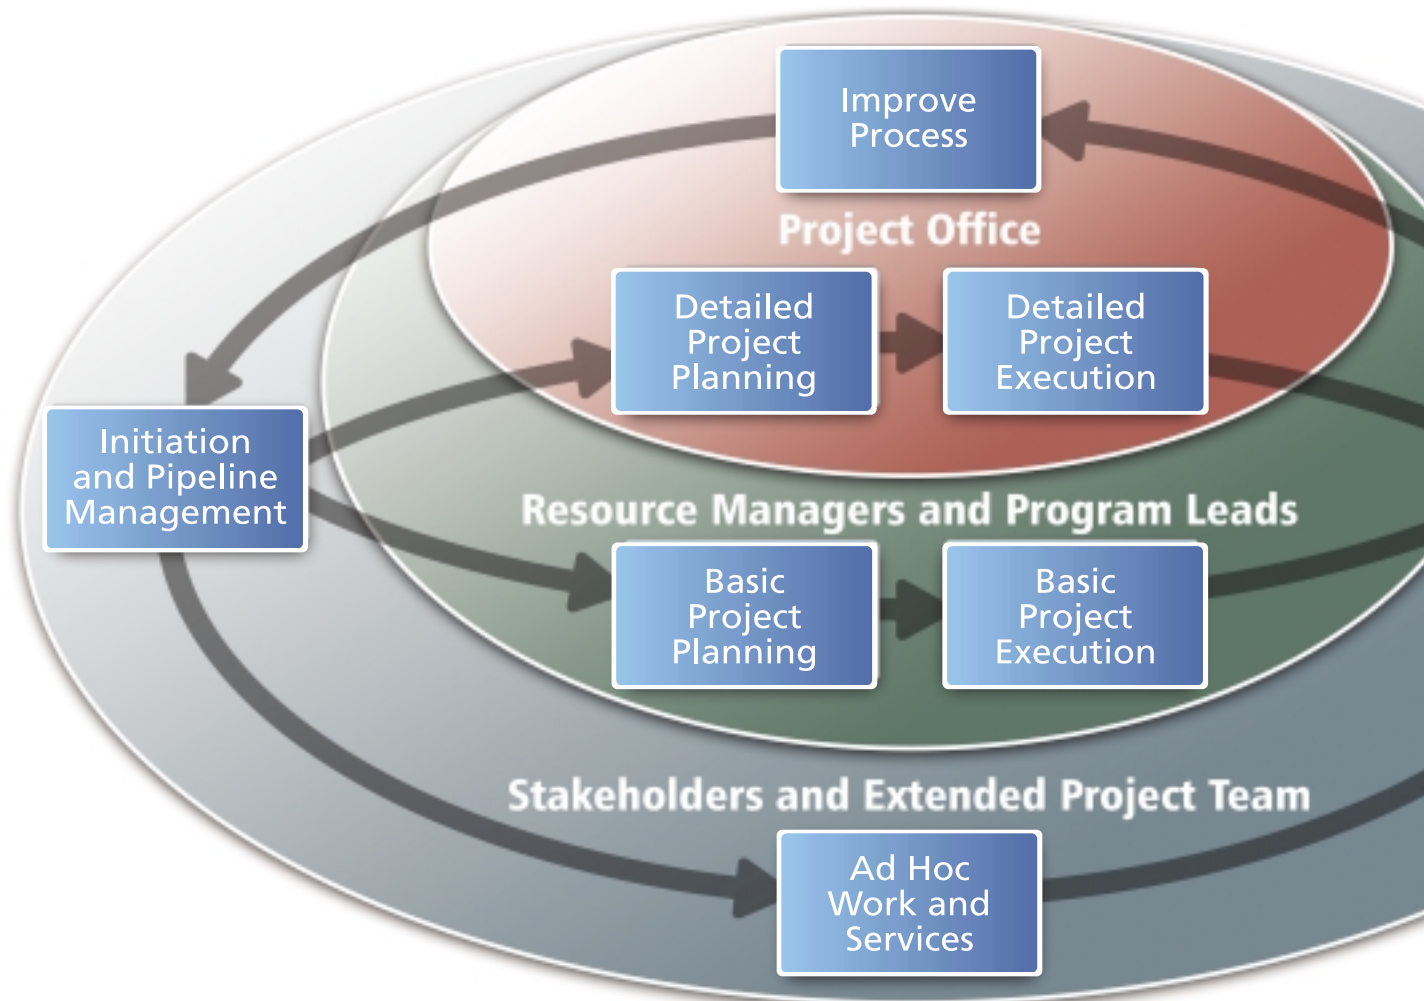 Improve
Process
Project Office
Detailed
Project
Planning
Detailed
Project
Execution
Initiation
and Pipeline
Management
Resource Managers and Program Leads
Basic
Project
Planning
Basic
Project
Execution
Stakeholders and Extended Project Team
Ad Hoc
Work and
Services